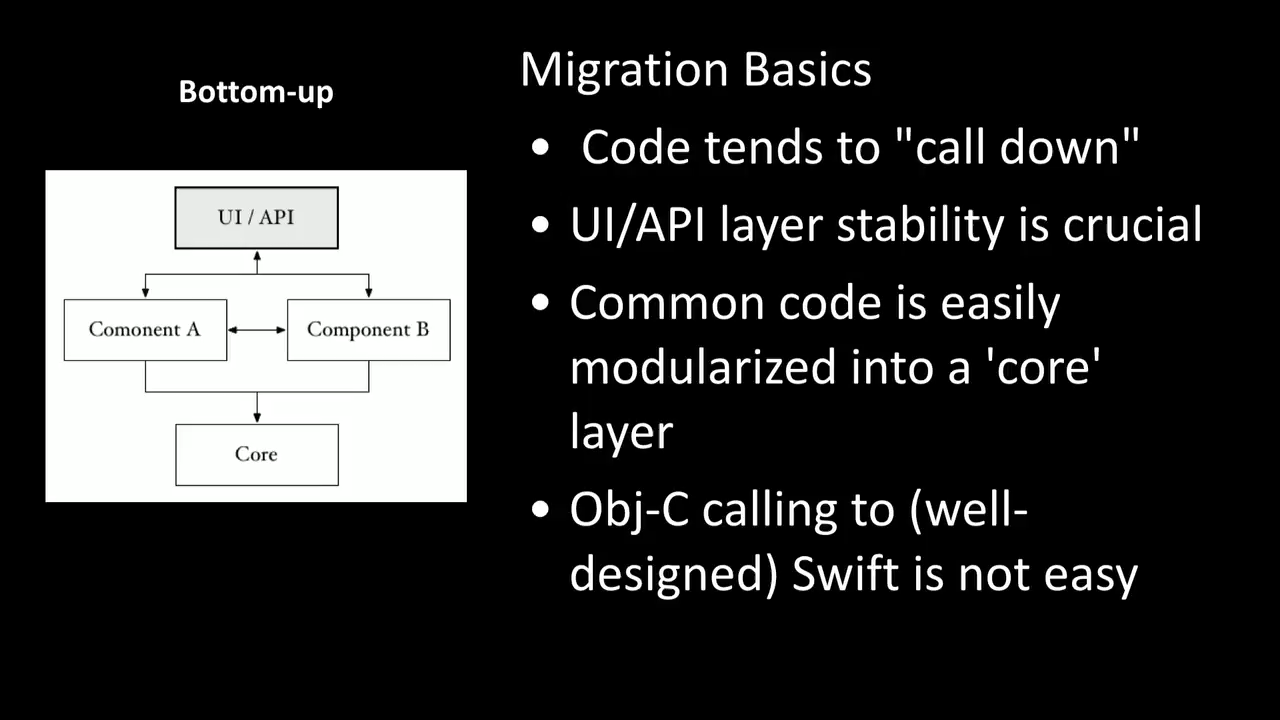 Bottom-up
UI / API
Comonent A
Component B
Core
Migration Basics
• Code tends to "call down"
• UI/API layer stability is crucial
• Common code is easily
modularized into a 'core'
layer
• Obj-C calling to (well-
designed) Swift is not easy